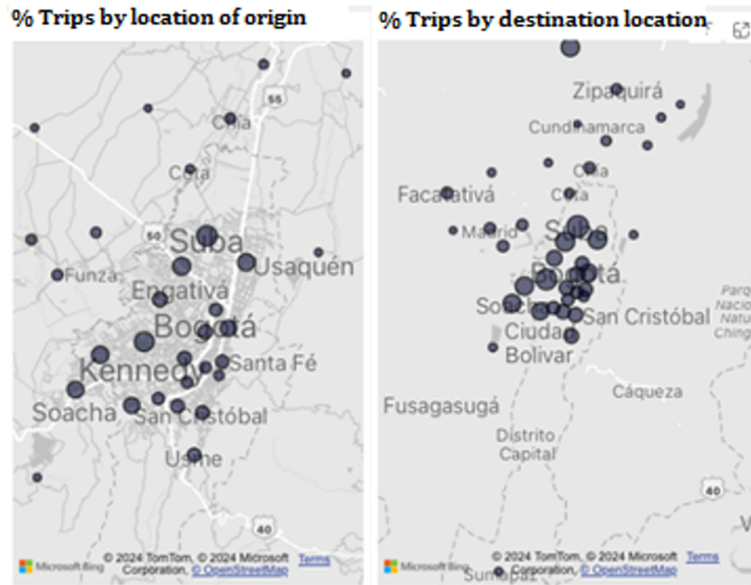 % Trips by location of origin
55
Chía
Cota
50
Suba
Funza
Usaquén
Engativá
Bogotá
Santa Fé
Kennedy
Soacha
San Cristóbal
Usme
40
Microsoft Bing
© 2024 TomTom, © 2024 Microsoft
Corporation, © OpenStreetMap
Terms
% Trips by destination location
Zipaquirá
Cundinamarca
Chía
Facatativá
Cota
Madrid
Suba
Bogotá
Soacha
San Cristóbal
Ciudad
Bolivar
Cáqueza
Fusagasugá
Distrito
Capital
40
Sumapaz
Microsoft Bing
© 2024 TomTom, © 2024 Microsoft
Corporation, © OpenStreetMap
Terms